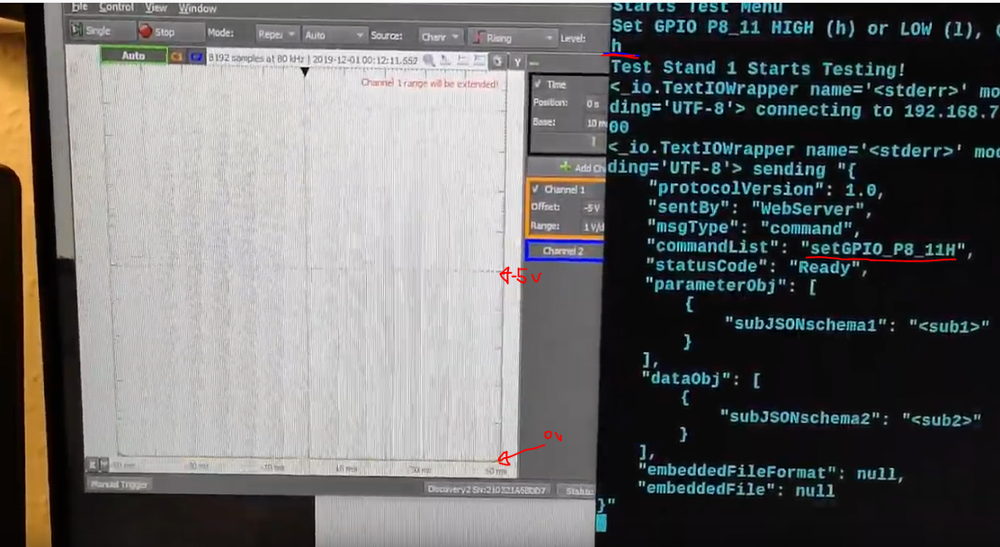 File Control View Window
Single Stop Mode: Repe Auto Source: Chanr Rising Level:
Auto C1 C2 8192 samples at 80 kHz | 2019-12-01 00:12:11.552 Y
Channel 1 range will be extended!
Time
Position: 0 s
Base: 10 m
Add Ch
Channel 1
Offset: -5 V
Range: 1 V/d
Channel 2
-5v
0v
X
Manual Trigger
Discovery2 SN:210321A6BDD7 Status
Starts Test Menu
Set GPIO P8_11 HIGH (h) or LOW (l),
h
Test Stand 1 Starts Testing!
<_io.TextIOWrapper name='<stderr>' mo
ding='UTF-8'> connecting to 192.168.7
00
<_io.TextIOWrapper name='<stderr>' mod
ding='UTF-8'> sending "{
"protocolVersion": 1.0,
"sentBy": "WebServer",
"msgType": "command",
"commandList": "setGPIO_P8_11H",
"statusCode": "Ready",
"parameterObj": [
{
"subJSONschema1": "<sub1>"
}
],
"dataObj": [
{
"subJSONschema2": "<sub2>"
}
],
"embeddedFileFormat": null,
"embeddedFile": null
}"